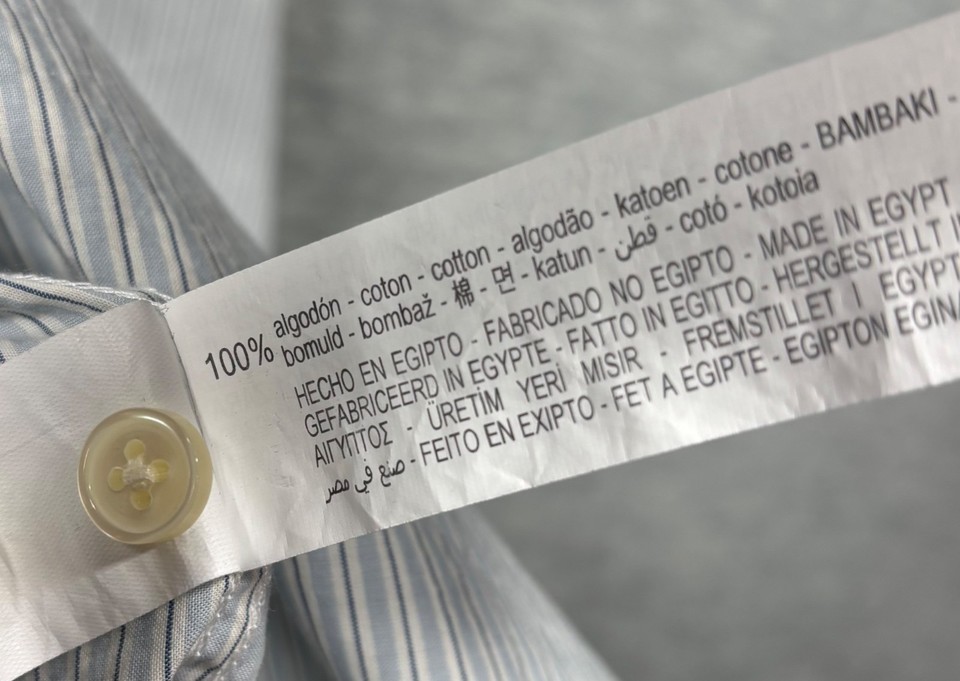 100% algodón - coton - cotton - algodão - katoen - cotone - BAMBAKI -
bomuld - bombaž - 棉 - 면 - katun - قطن - cotó - kotoia
HECHO EN EGIPTO - FABRICADO NO EGIPTO - MADE IN EGYPT
GEFABRICEERD IN EGYPTE - FATTO IN EGITTO - HERGESTELLT
ΑΙΓΥΠΤΟΣ - ÜRETİM YERİ MISIR - FREMSTILLET I EGYPT
صنع في مصر - FEITO EN EXIPTO - FET A EGIPTE - EGIPTON